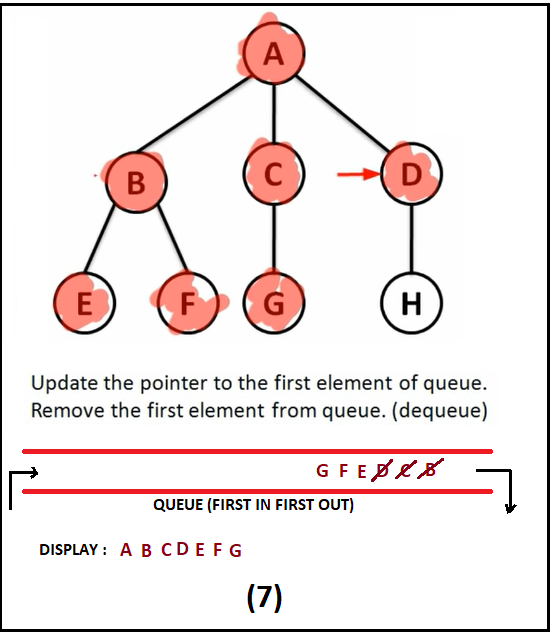 A
B C D
E F G H
Update the pointer to the first element of queue.
Remove the first element from queue. (dequeue)
G F E D C B
QUEUE (FIRST IN FIRST OUT)
DISPLAY : A B C D E F G
(7)